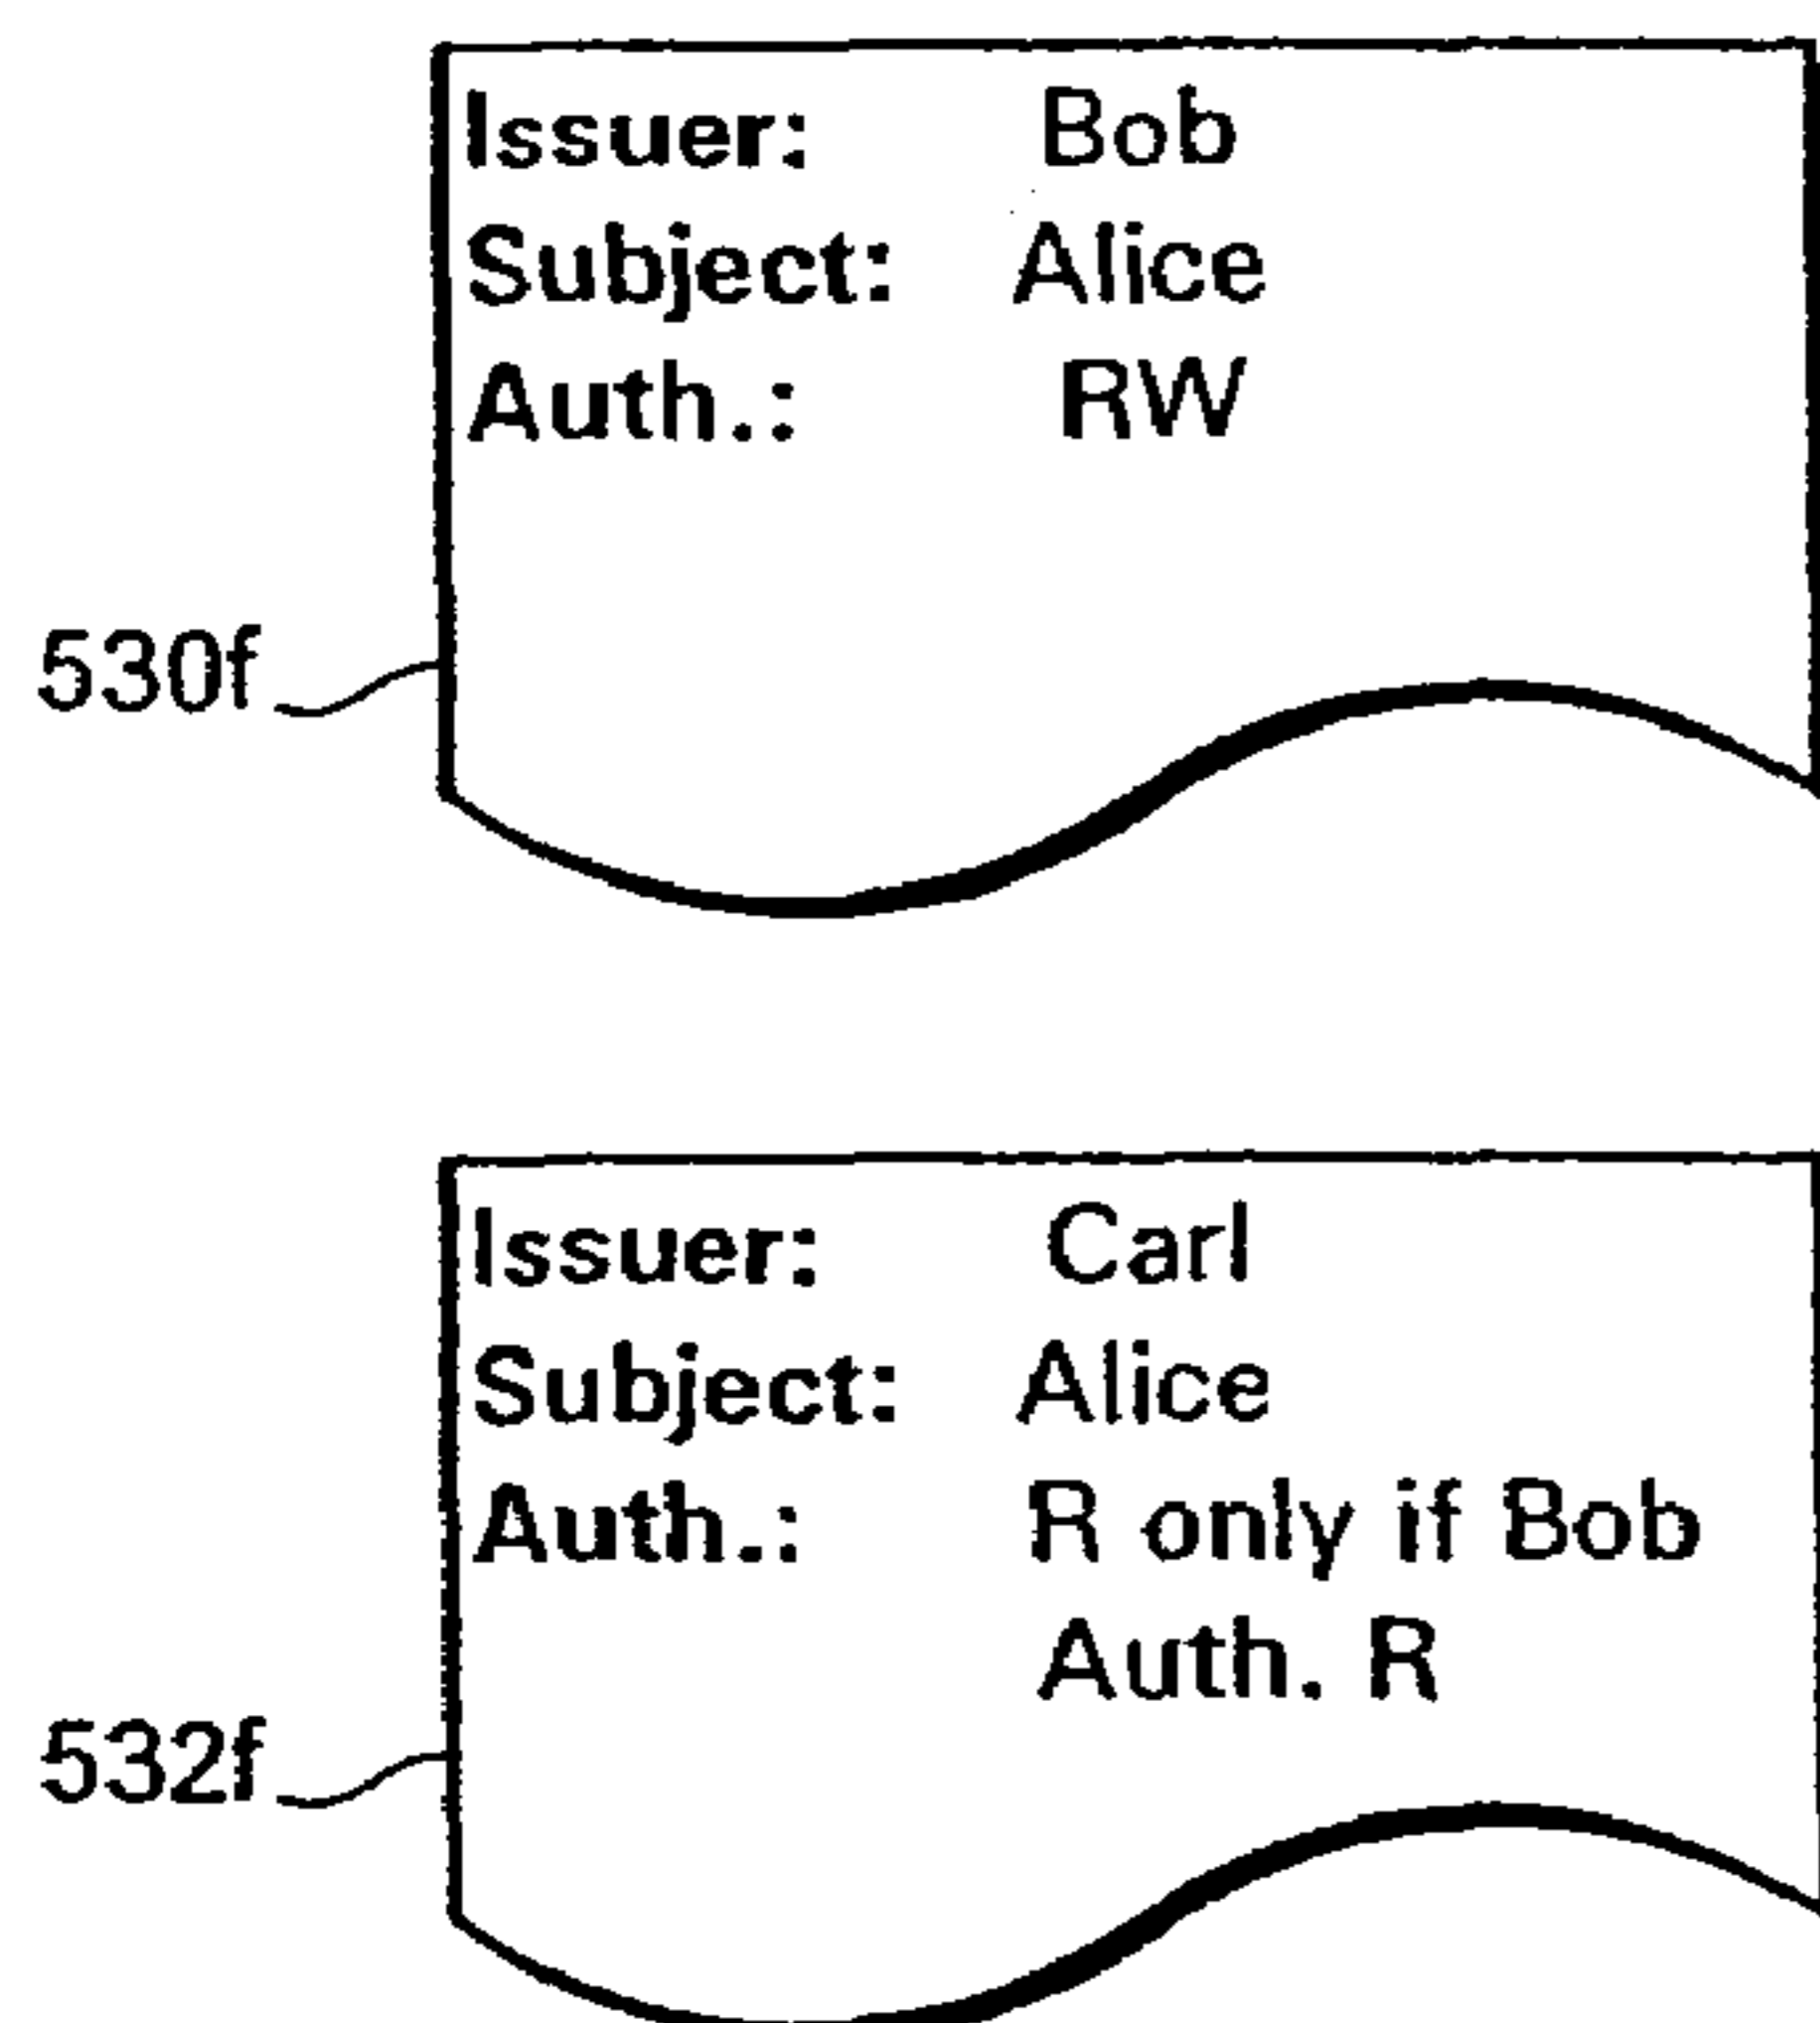 Issuer: Bob
Subject: Alice
Auth.: RW
530f
Issuer: Carl
Subject: Alice
Auth.: R only if Bob
Auth. R
532f